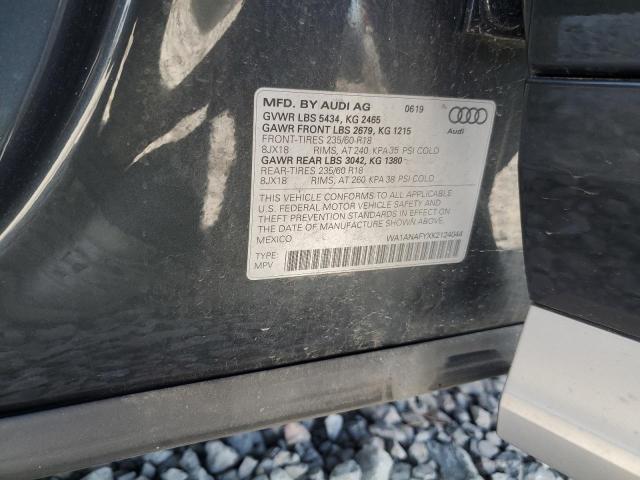 MFD. BY AUDI AG 0619
GVWR LBS 5434, KG 2465
GAWR FRONT LBS 2679, KG 1215
FRONT-TIRES 235/60-R18
8JX18 RIMS, AT 240 KPA 35 PSI COLD
GAWR REAR LBS 3042, KG 1380
REAR-TIRES 235/60 R18
8JX18 RIMS, AT 260 KPA 38 PSI COLD
Audi
THIS VEHICLE CONFORMS TO ALL APPLICABLE
U.S. FEDERAL MOTOR VEHICLE SAFETY AND
THEFT PREVENTION STANDARDS IN EFFECT ON
THE DATE OF MANUFACTURE SHOWN ABOVE.
MEXICO WA1ANAFYXK2124044
TYPE:
MPV